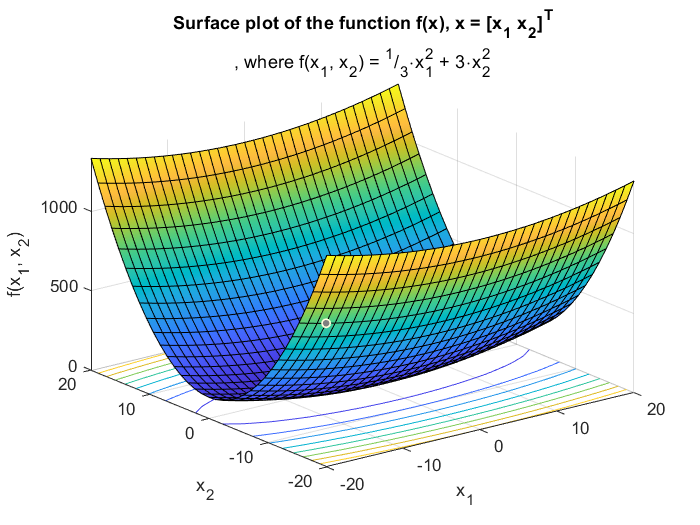 Surface plot of the function f(x), x = [x₁ x₂]ᵀ
, where f(x₁, x₂) = ¹/₃·x₁² + 3·x₂²
1000
500
0
f(x₁, x₂)
20
10
0
-10
-20
x₂
-20
-10
0
10
20
x₁